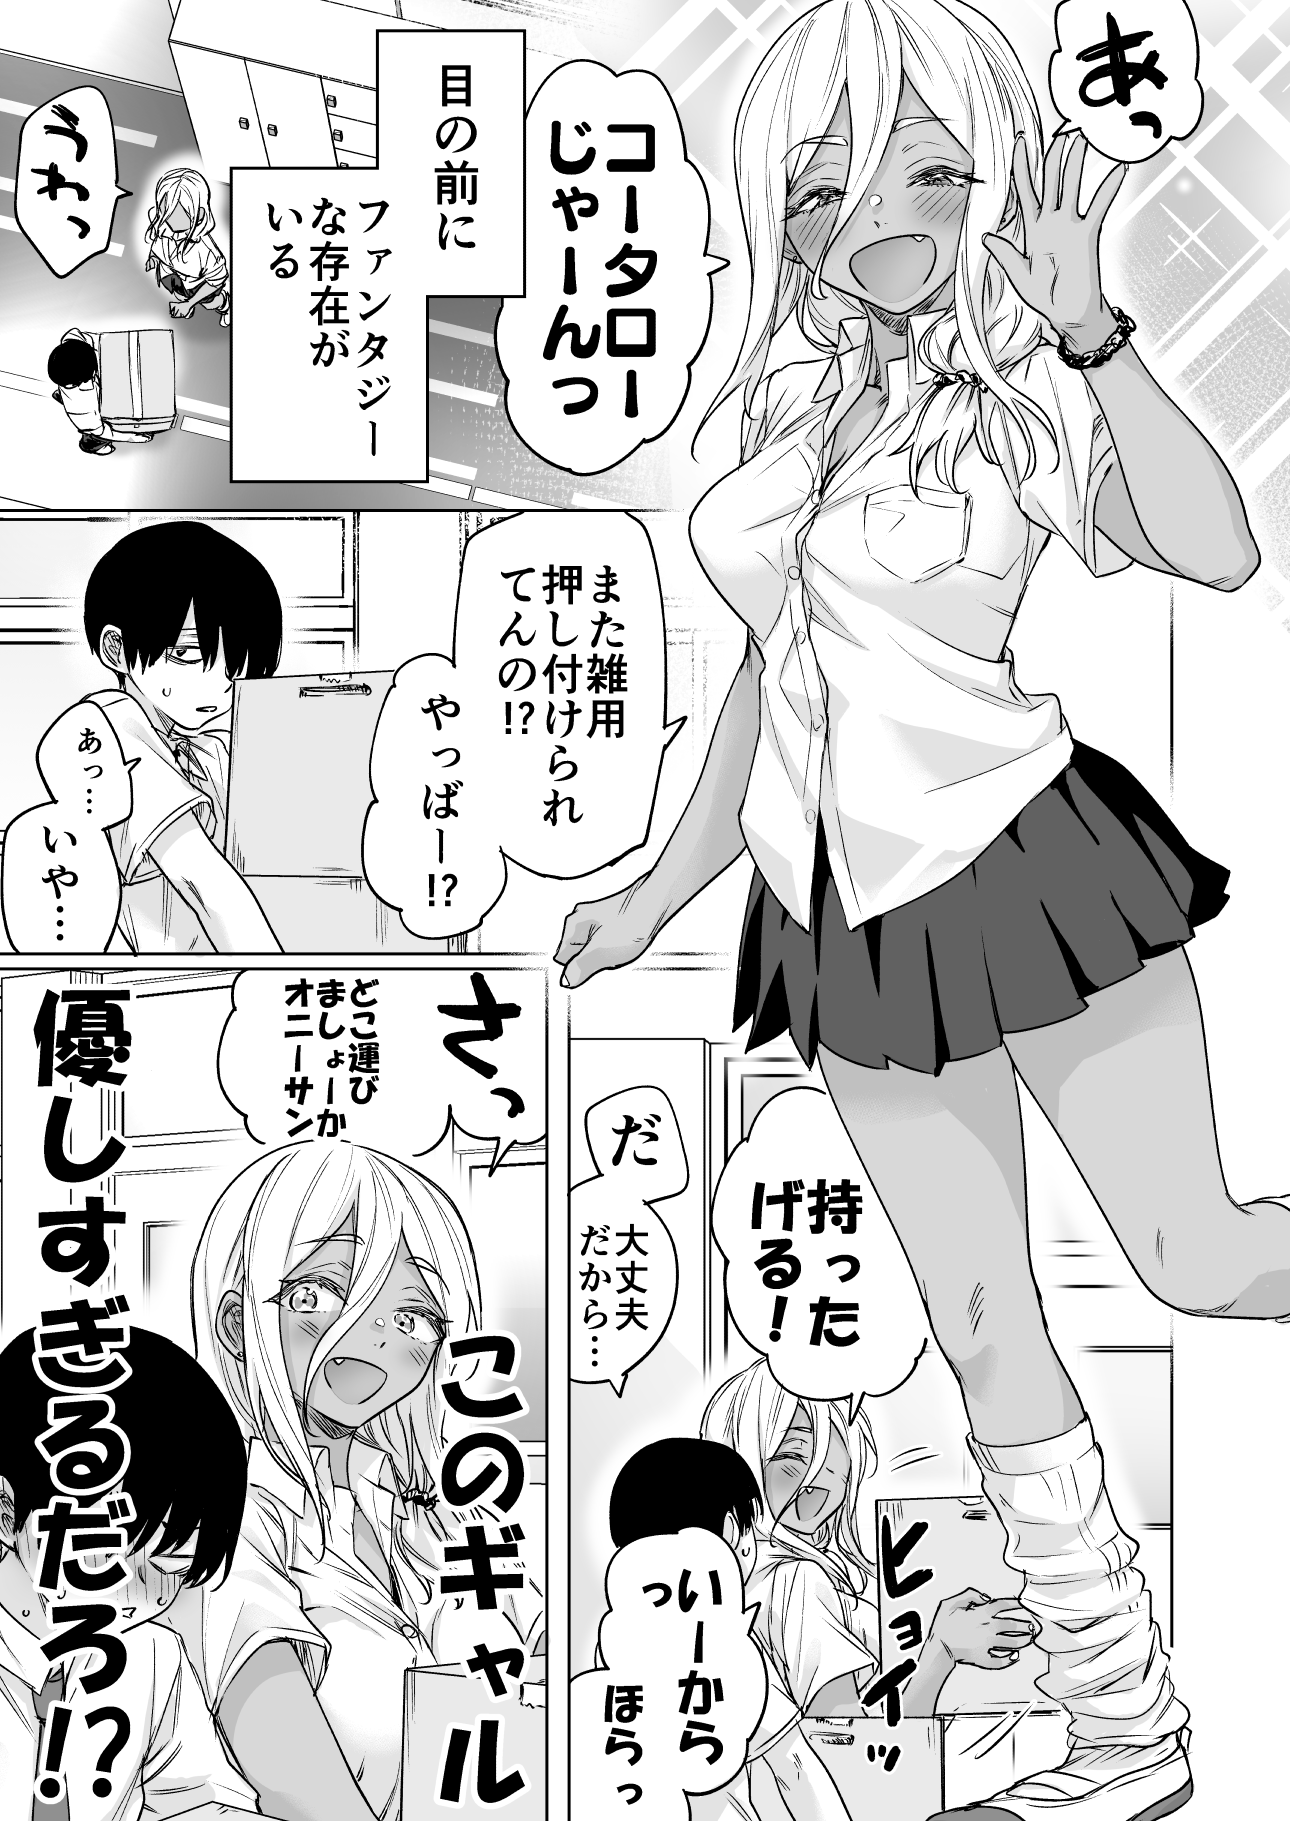 あっ
コータロー
じゃーんっ
目の前に
ファンタジー
な存在が
いる
うわっ
また雑用
押し付けられ
てんの!?
やっばー!?
あっ…
いや…
持った
げる!
だ
大丈夫
だから…
いーから
っ
ほらっ
ヒョイッ
さっ
どこ運び
ましょーか
オニーサン
このギャル
優しすぎるだろ!?